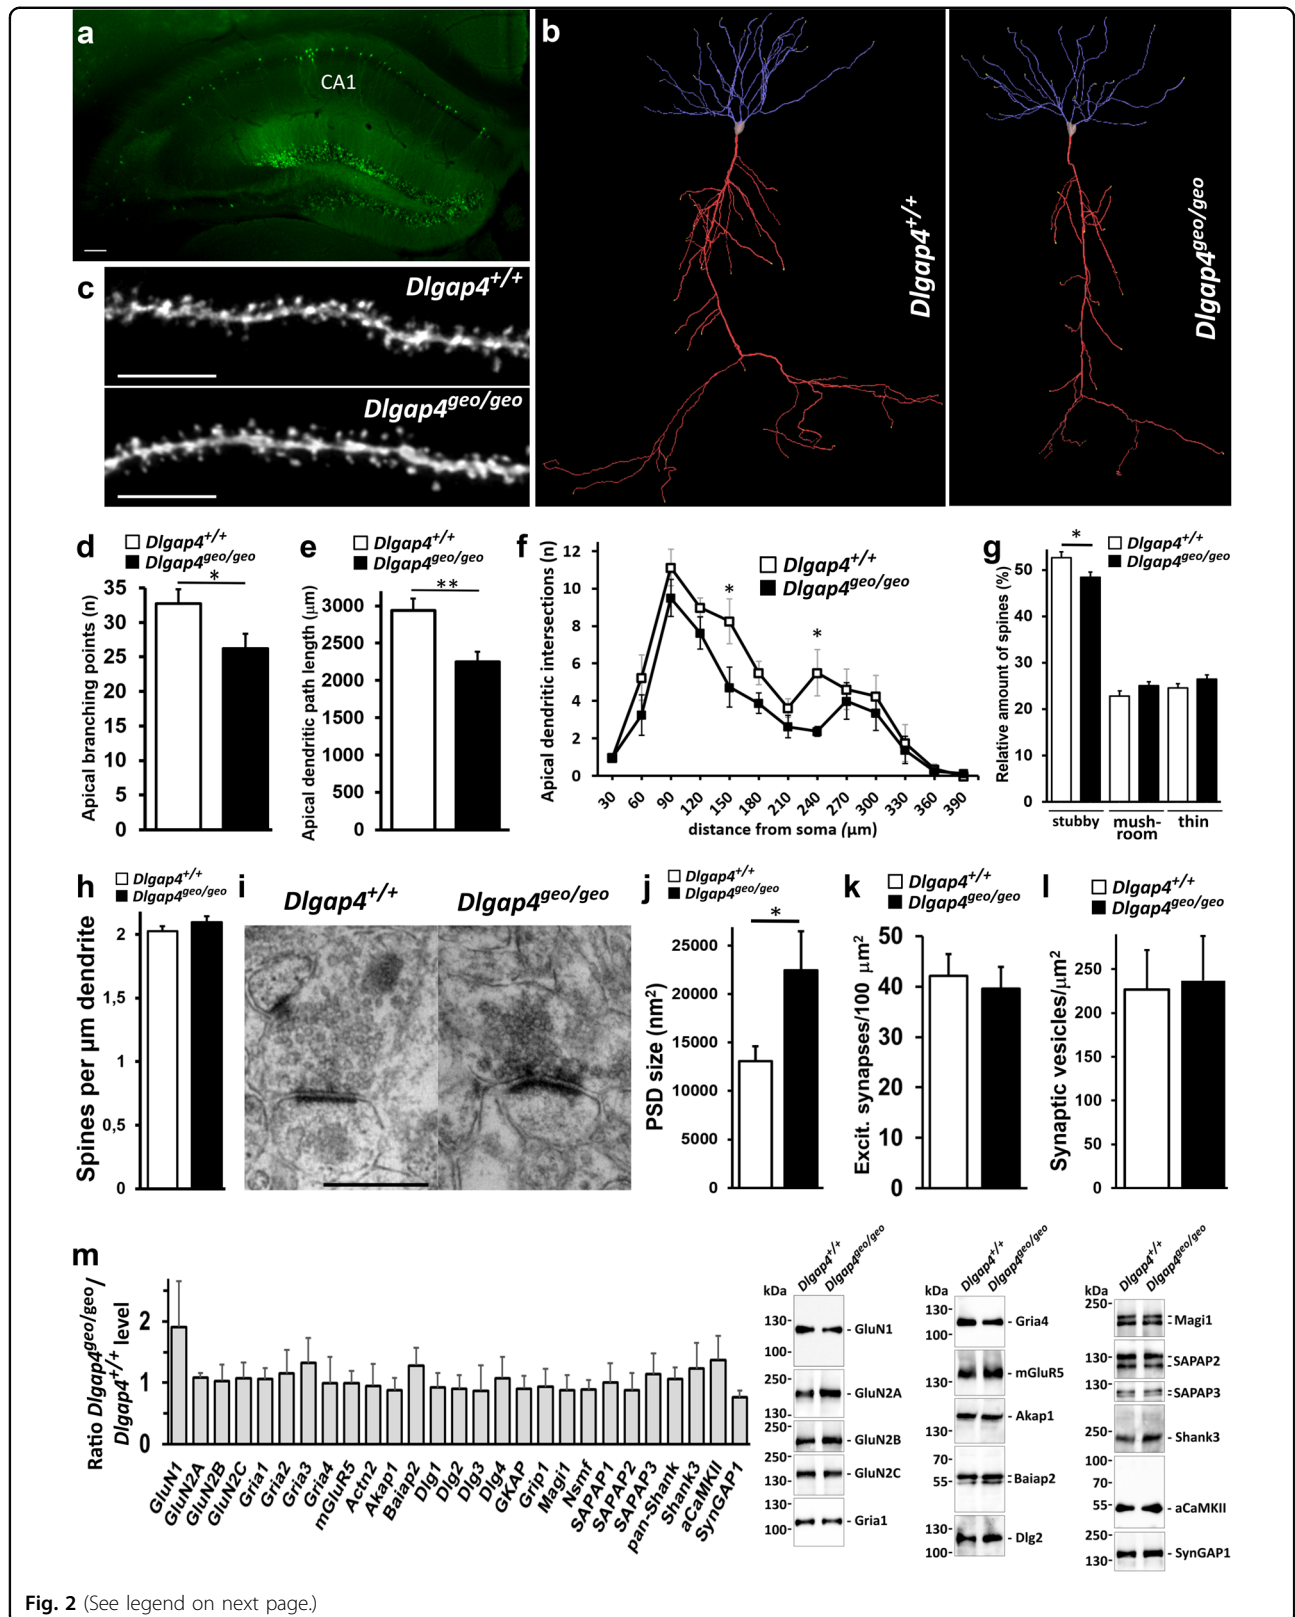 a
CA1
b
Dlgap4+/+
Dlgap4geo/geo
c
Dlgap4+/+
Dlgap4geo/geo
d
Dlgap4+/+
Dlgap4geo/geo
*
Apical branching points (n)
35
30
25
20
15
10
5
0
e
Dlgap4+/+
Dlgap4geo/geo
**
Apical dendritic path length (µm)
3000
2500
2000
1500
1000
500
0
f
Dlgap4+/+
Dlgap4geo/geo
* *
Apical dendritic intersections (n)
12
10
8
6
4
2
0
30 60 90 120 150 180 210 240 270 300 330 360 390
distance from soma (µm)
g
Dlgap4+/+
Dlgap4geo/geo
*
Relative amount of spines (%)
50
40
30
20
10
0
stubby mush-room thin
h
Dlgap4+/+
Dlgap4geo/geo
Spines per µm dendrite
2
1,5
1
0,5
0
i
Dlgap4+/+ Dlgap4geo/geo
j
Dlgap4+/+
Dlgap4geo/geo
*
PSD size (nm2)
25000
20000
15000
10000
5000
0
k
Dlgap4+/+
Dlgap4geo/geo
Excit. synapses/100 µm2
50
40
30
20
10
0
l
Dlgap4+/+
Dlgap4geo/geo
Synaptic vesicles/µm2
250
200
150
100
50
0
m
Ratio Dlgap4geo/geo/
Dlgap4+/+ level
2
1
0
GluN1
GluN2A
GluN2B
GluN2C
Gria1
Gria2
Gria3
Gria4
mGluR5
Actn2
Akap1
Baiap2
Dlg1
Dlg2
Dlg3
Dlg4
GKAP
Grip1
Magi1
Nsmf
SAPAP1
SAPAP2
SAPAP3
pan-Shank
Shank3
aCaMKII
SynGAP1
Dlgap4+/+
Dlgap4geo/geo
kDa
130-
100-
- GluN1
250-
130-
- GluN2A
250-
- GluN2B
250-
130-
- GluN2C
130-
100-
- Gria1
Dlgap4+/+
Dlgap4geo/geo
kDa
130-
100-
- Gria4
130-
- mGluR5
130-
- Akap1
70-
55-
- Baiap2
130-
100-
- Dlg2
Dlgap4+/+
Dlgap4geo/geo
kDa
250-
- Magi1
130-
- SAPAP2
130-
- SAPAP3
250-
130-
- Shank3
100-
70-
55-
- aCaMKII
250-
130-
- SynGAP1
Fig. 2 (See legend on next page.)